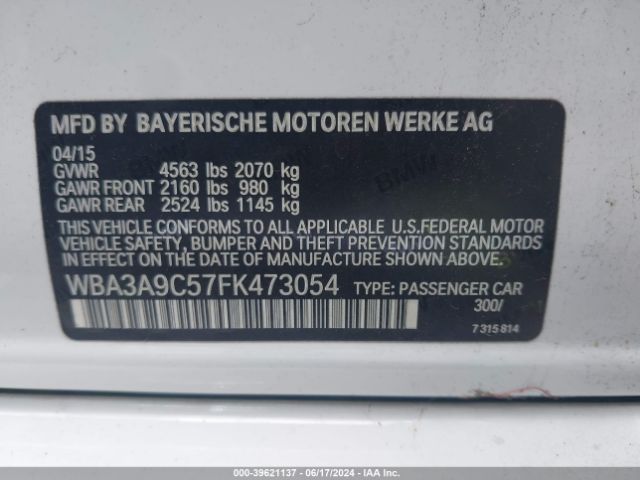 MFD BY BAYERISCHE MOTOREN WERKE AG
04/15
GVWR 4563 lbs 2070 kg
GAWR FRONT 2160 lbs 980 kg
GAWR REAR 2524 lbs 1145 kg
THIS VEHICLE CONFORMS TO ALL APPLICABLE U.S.FEDERAL MOTOR
VEHICLE SAFETY, BUMPER AND THEFT PREVENTION STANDARDS
IN EFFECT ON THE DATE OF MANUFACTURE SHOWN ABOVE.
WBA3A9C57FK473054 TYPE: PASSENGER CAR
300/
7 315 814
000-39621137 - 06/17/2024 - IAA Inc.